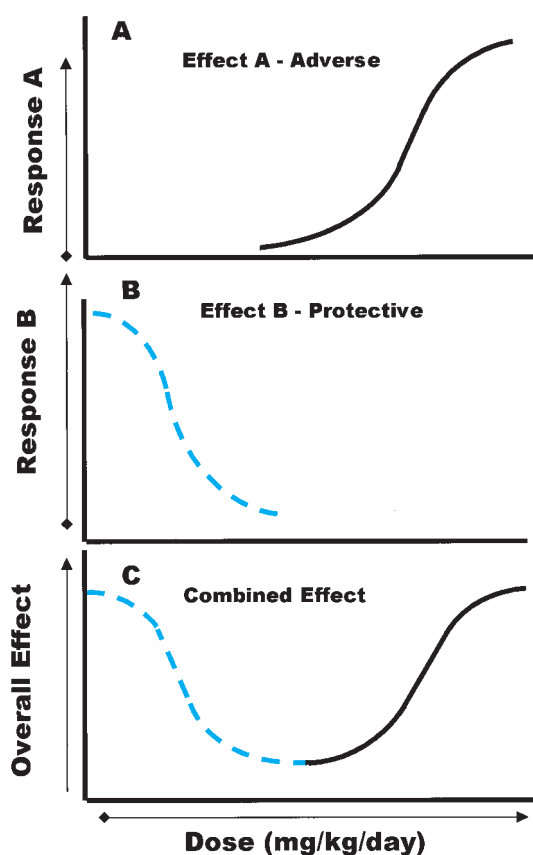 A
Effect A - Adverse
Response A
B
Effect B - Protective
Response B
C
Combined Effect
Overall Effect
Dose (mg/kg/day)